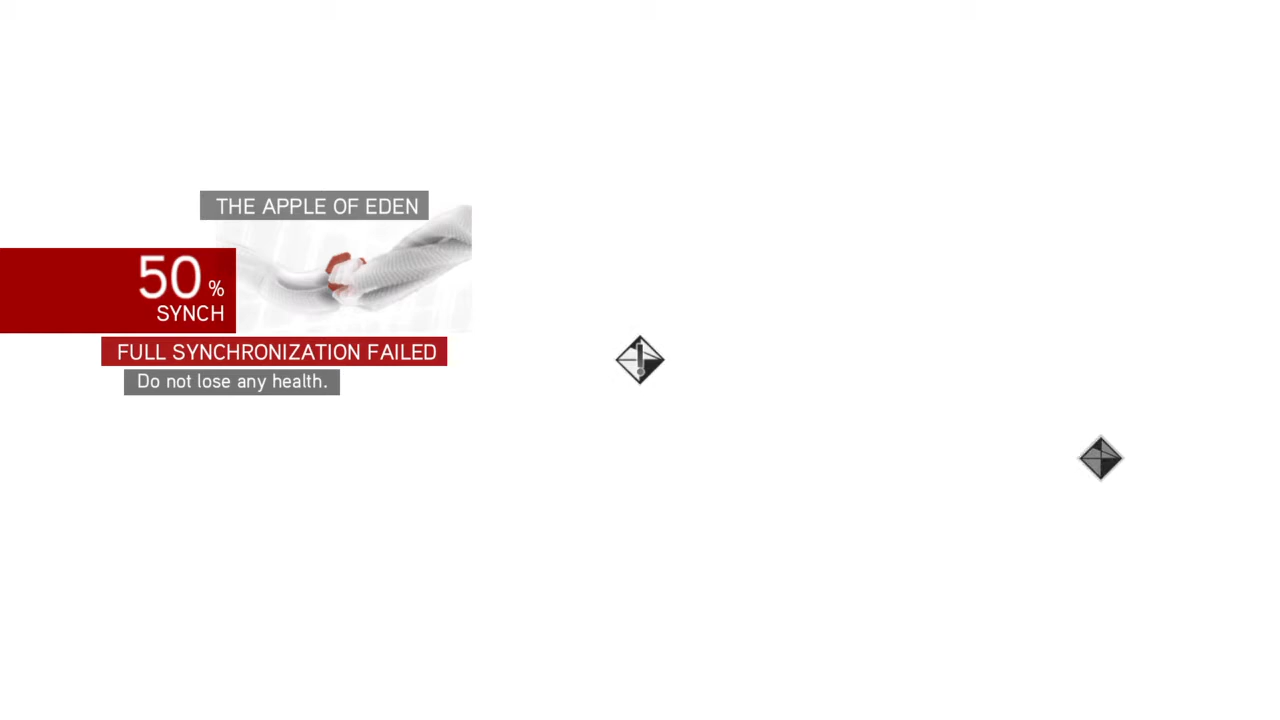 THE APPLE OF EDEN
50 %
SYNCH
FULL SYNCHRONIZATION FAILED
Do not lose any health.